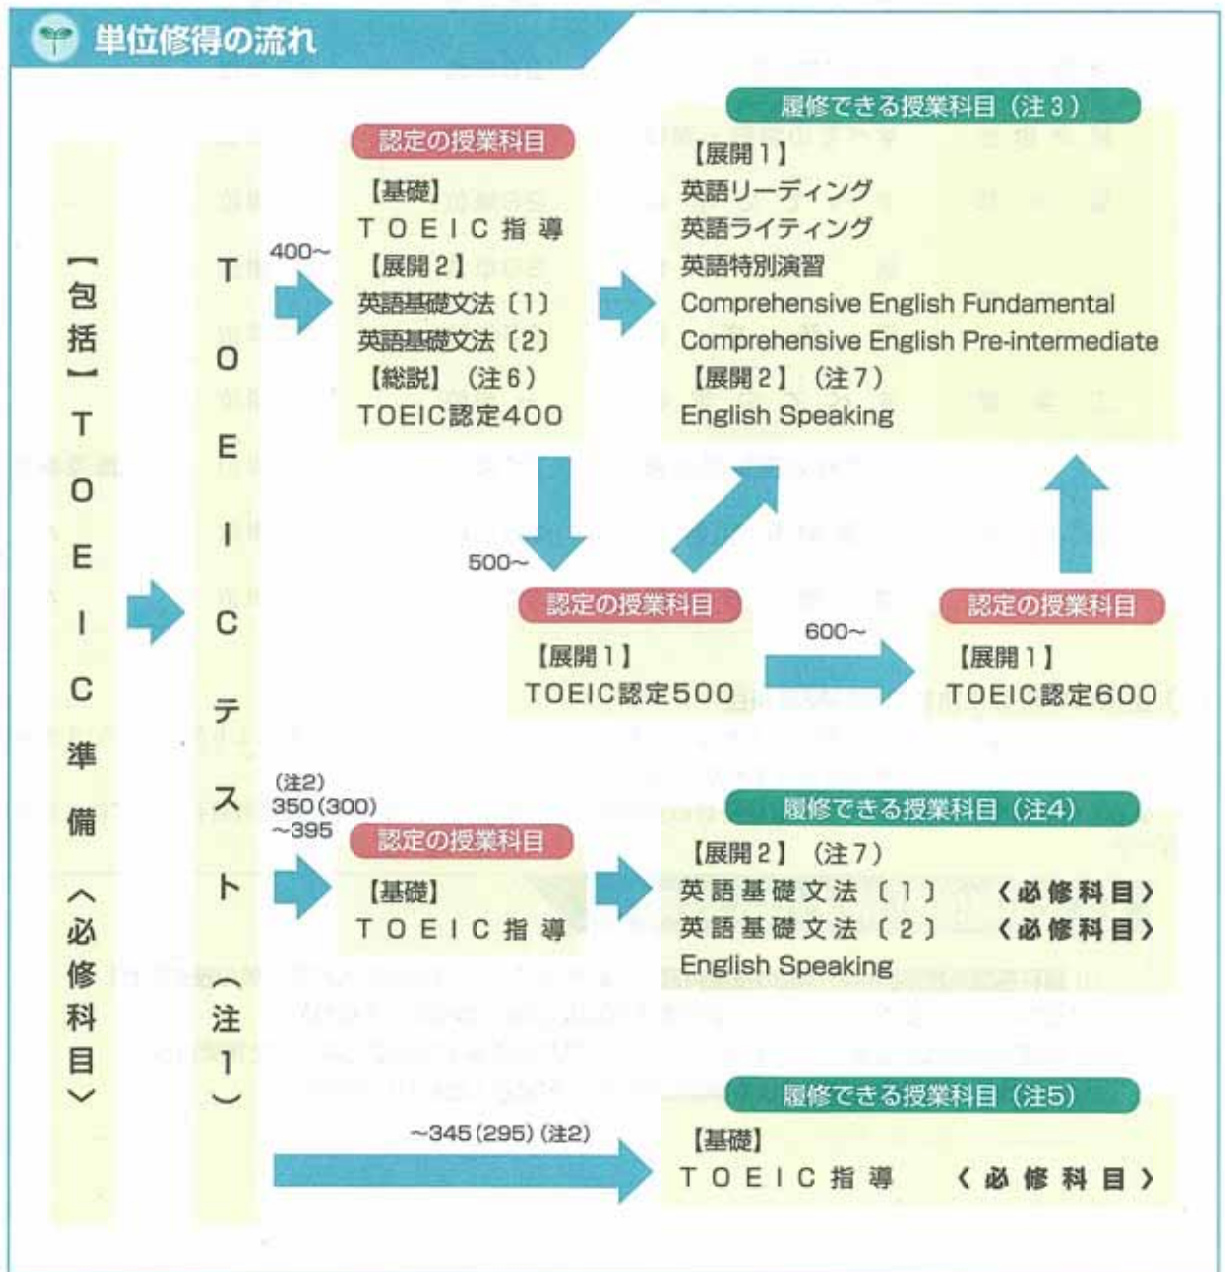 単位修得の流れ
【包括】TOEIC準備〈必修科目〉
TOEICテスト(注1)
400~
認定の授業科目
【基礎】
TOEIC指導
【展開2】
英語基礎文法〔1〕
英語基礎文法〔2〕
【総説】(注6)
TOEIC認定400
履修できる授業科目(注3)
【展開1】
英語リーディング
英語ライティング
英語特別演習
Comprehensive English Fundamental
Comprehensive English Pre-intermediate
【展開2】(注7)
English Speaking
500~
認定の授業科目
【展開1】
TOEIC認定500
600~
認定の授業科目
【展開1】
TOEIC認定600
(注2)
350(300)
~395
認定の授業科目
【基礎】
TOEIC指導
履修できる授業科目(注4)
【展開2】(注7)
英語基礎文法〔1〕 〈必修科目〉
英語基礎文法〔2〕 〈必修科目〉
English Speaking
~345(295)(注2)
履修できる授業科目(注5)
【基礎】
TOEIC指導 〈必修科目〉